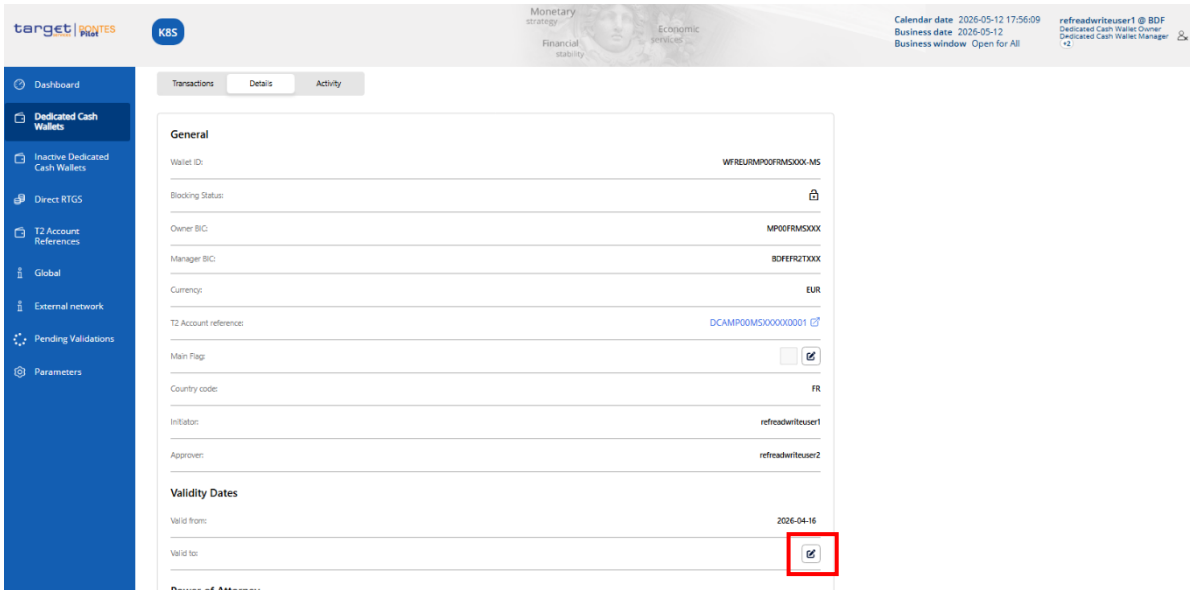 target PONTES
Pilot
K8S
Monetary
strategy
Economic
services
Financial
stability
Calendar date 2026-05-12 17:56:09
Business date 2026-05-12
Business window Open for All
refreadwriteuser1 @ BDF
Dedicated Cash Wallet Owner
Dedicated Cash Wallet Manager
+2
Dashboard
Dedicated Cash
Wallets
Inactive Dedicated
Cash Wallets
Direct RTGS
T2 Account
References
Global
External network
Pending Validations
Parameters
Transactions Details Activity
General
Wallet ID: WFREURMP00FRMSXXX-MS
Blocking Status:
Owner BIC: MP00FRMSXXX
Manager BIC: BDFEFR2TXXX
Currency: EUR
T2 Account reference: DCAMP00MSXXXXX0001
Main Flag:
Country code: FR
Initiator: refreadwriteuser1
Approver: refreadwriteuser2
Validity Dates
Valid from: 2026-04-16
Valid to:
Power of Attorney